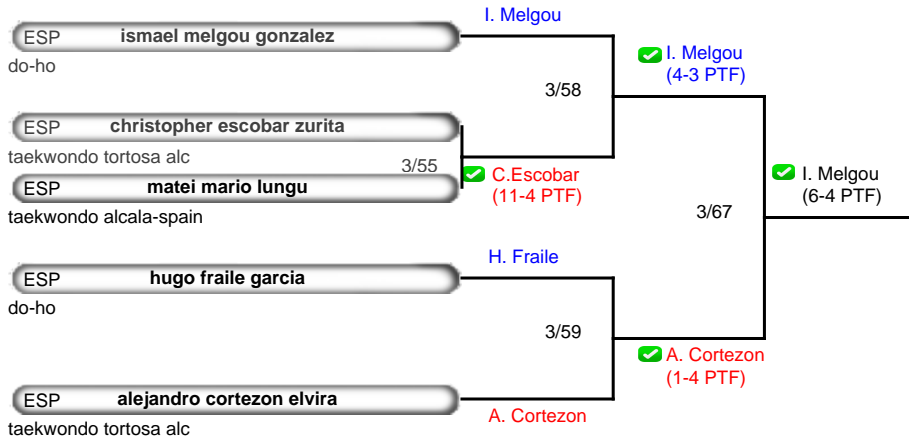 I. Melgou
ESP ismael melgou gonzalez
do-ho
I. Melgou
(4-3 PTF)
3/58
ESP christopher escobar zurita
taekwondo tortosa alc
3/55
C.Escobar
(11-4 PTF)
ESP matei mario lungu
taekwondo alcala-spain
I. Melgou
(6-4 PTF)
3/67
H. Fraile
ESP hugo fraile garcia
do-ho
3/59
A. Cortezon
(1-4 PTF)
ESP alejandro cortezon elvira
taekwondo tortosa alc
A. Cortezon